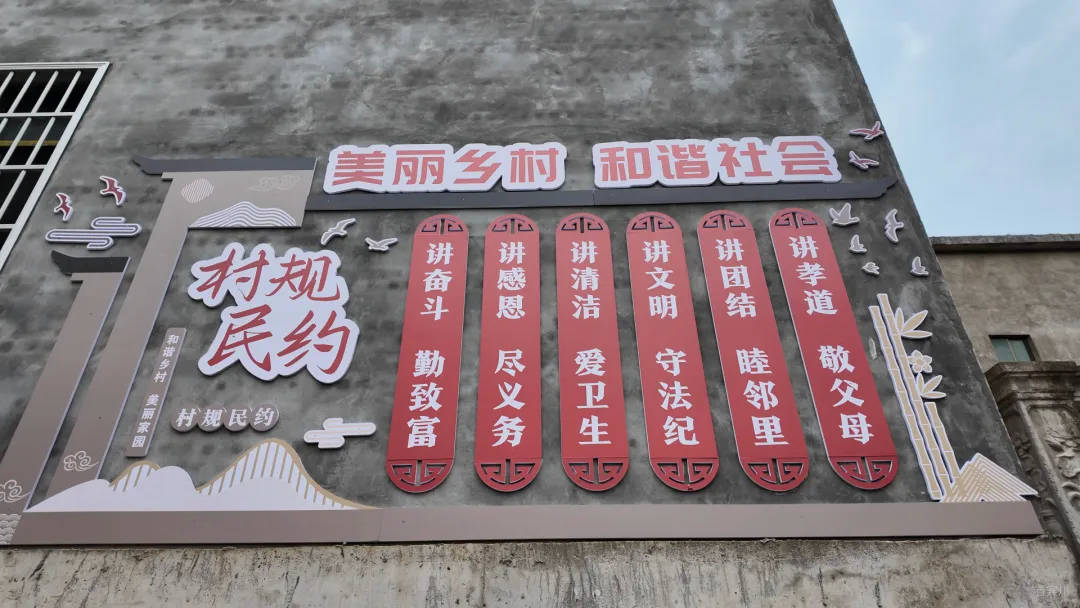 美丽乡村 和谐社会
村规
民约
和谐乡村 美丽家园
村规民约
讲奋斗 勤致富
讲感恩 尽义务
讲清洁 爱卫生
讲文明 守法纪
讲团结 睦邻里
讲孝道 敬父母